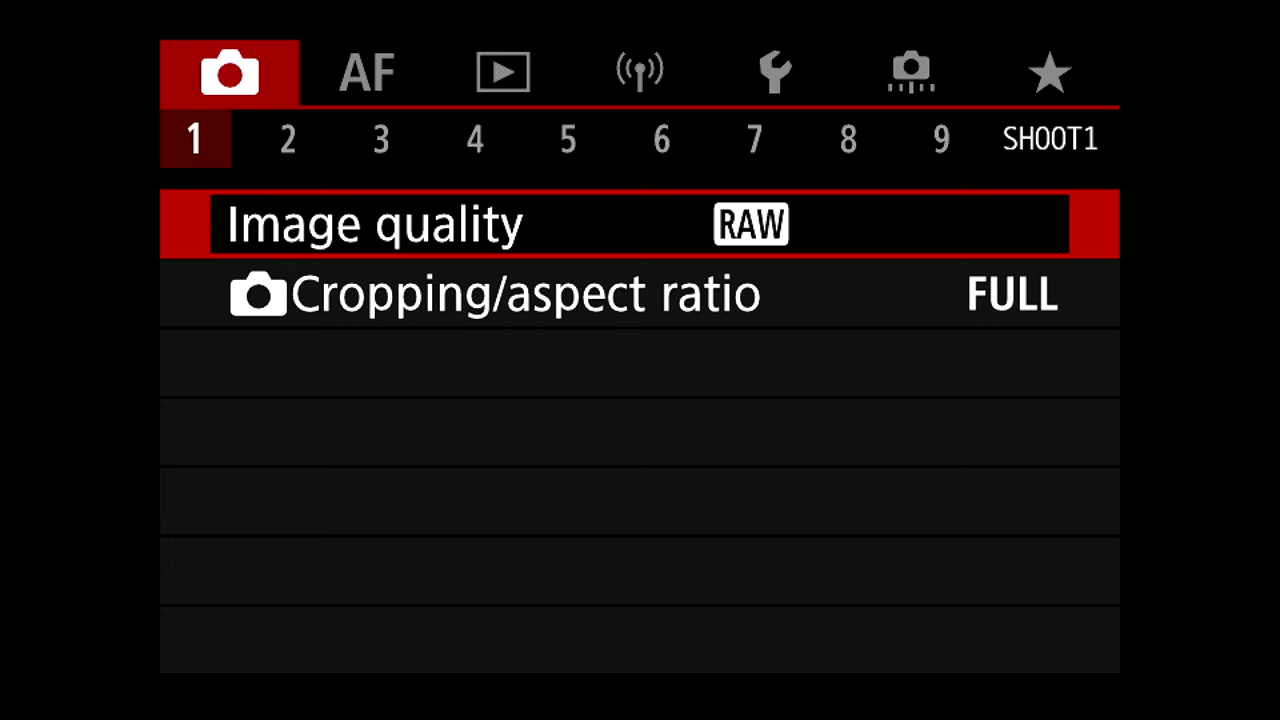 AF
1 2 3 4 5 6 7 8 9 SHOOT1
Image quality RAW
Cropping/aspect ratio FULL